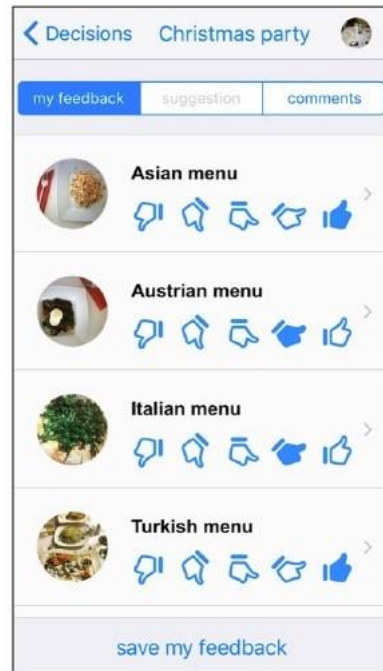 Decisions Christmas party
my feedback suggestion comments
Asian menu
Austrian menu
Italian menu
Turkish menu
save my feedback